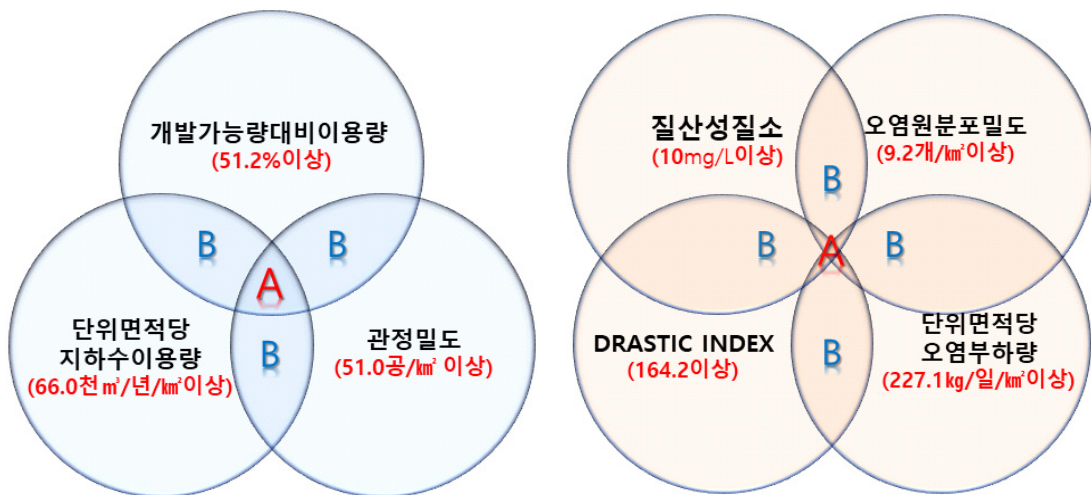 개발가능량대비이용량
(51.2%이상)
B
B
A
단위면적당
지하수이용량
(66.0천㎥/년/㎢이상)
B
관정밀도
(51.0공/㎢ 이상)
질산성질소
(10mg/L이상)
오염원분포밀도
(9.2개/㎢이상)
B
B
A
B
DRASTIC INDEX
(164.2이상)
B
단위면적당
오염부하량
(227.1kg/일/㎢이상)